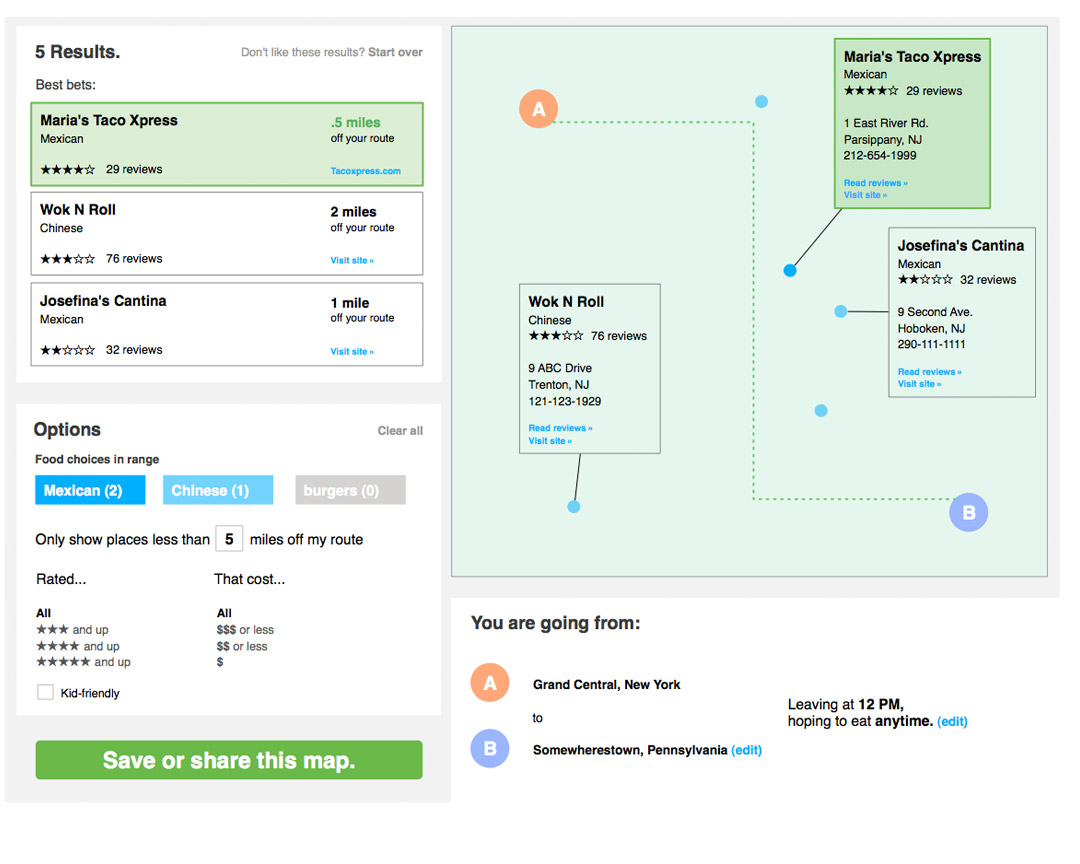 5 Results.
Don't like these results? Start over
Best bets:
Maria's Taco Xpress
.5 miles
Mexican
off your route
★★★★☆ 29 reviews
Tacoxpress.com
Wok N Roll
2 miles
Chinese
off your route
★★★☆☆ 76 reviews
Visit site »
Josefina's Cantina
1 mile
Mexican
off your route
★★☆☆☆ 32 reviews
Visit site »
Options
Clear all
Food choices in range
Mexican (2)
Chinese (1)
burgers (0)
Only show places less than 5 miles off my route
Rated...
All
★★★ and up
★★★★ and up
★★★★★ and up
That cost...
All
$$$ or less
$$ or less
$
Kid-friendly
Save or share this map.
A
Maria's Taco Xpress
Mexican
★★★★☆ 29 reviews
1 East River Rd.
Parsippany, NJ
212-654-1999
Read reviews »
Visit site »
Josefina's Cantina
Mexican
★★☆☆☆ 32 reviews
9 Second Ave.
Hoboken, NJ
290-111-1111
Read reviews »
Visit site »
Wok N Roll
Chinese
★★★☆☆ 76 reviews
9 ABC Drive
Trenton, NJ
121-123-1929
Read reviews »
Visit site »
B
You are going from:
A
Grand Central, New York
to
B
Somewherestown, Pennsylvania (edit)
Leaving at 12 PM,
hoping to eat anytime. (edit)